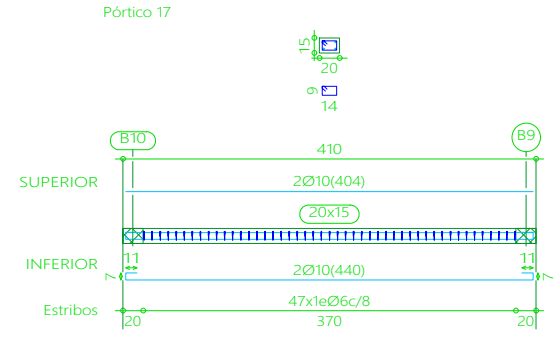 Pórtico 17
15
20
9
14
B10
B9
410
SUPERIOR
2Ø10(404)
20x15
INFERIOR
11
11
7
2Ø10(440)
7
Estribos
47x1eØ6c/8
20
370
20